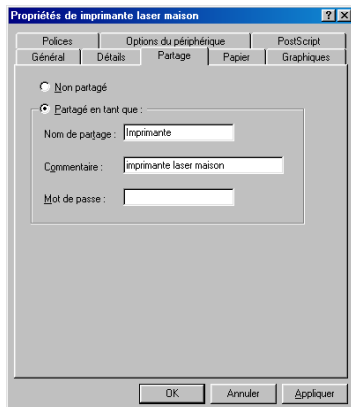 Propriétés de imprimante laser maison
Polices Options du périphérique PostScript
Général Détails Partage Papier Graphiques
Non partagé
Partagé en tant que :
Nom de partage : Imprimante
Commentaire : imprimante laser maison
Mot de passe :
OK Annuler Appliquer